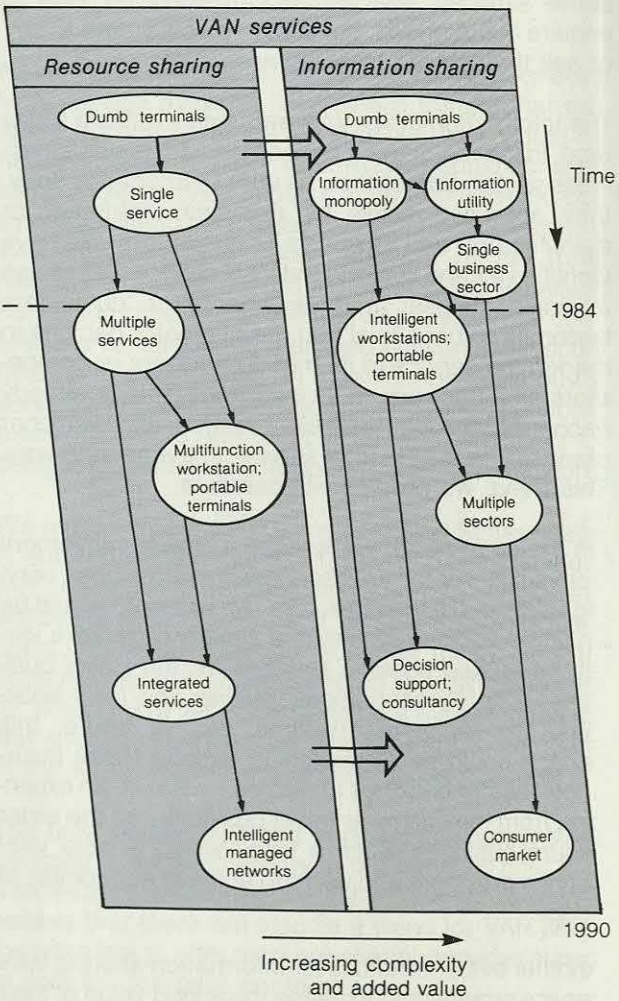 VAN services
Resource sharing
Information sharing
Dumb terminals
Single
service
Multiple
services
Multifunction
workstation;
portable
terminals
Integrated
services
Intelligent
managed
networks
Dumb terminals
Information
monopoly
Information
utility
Single
business
sector
Intelligent
workstations;
portable
terminals
Multiple
sectors
Decision
support;
consultancy
Consumer
market
Time
1984
1990
Increasing complexity
and added value